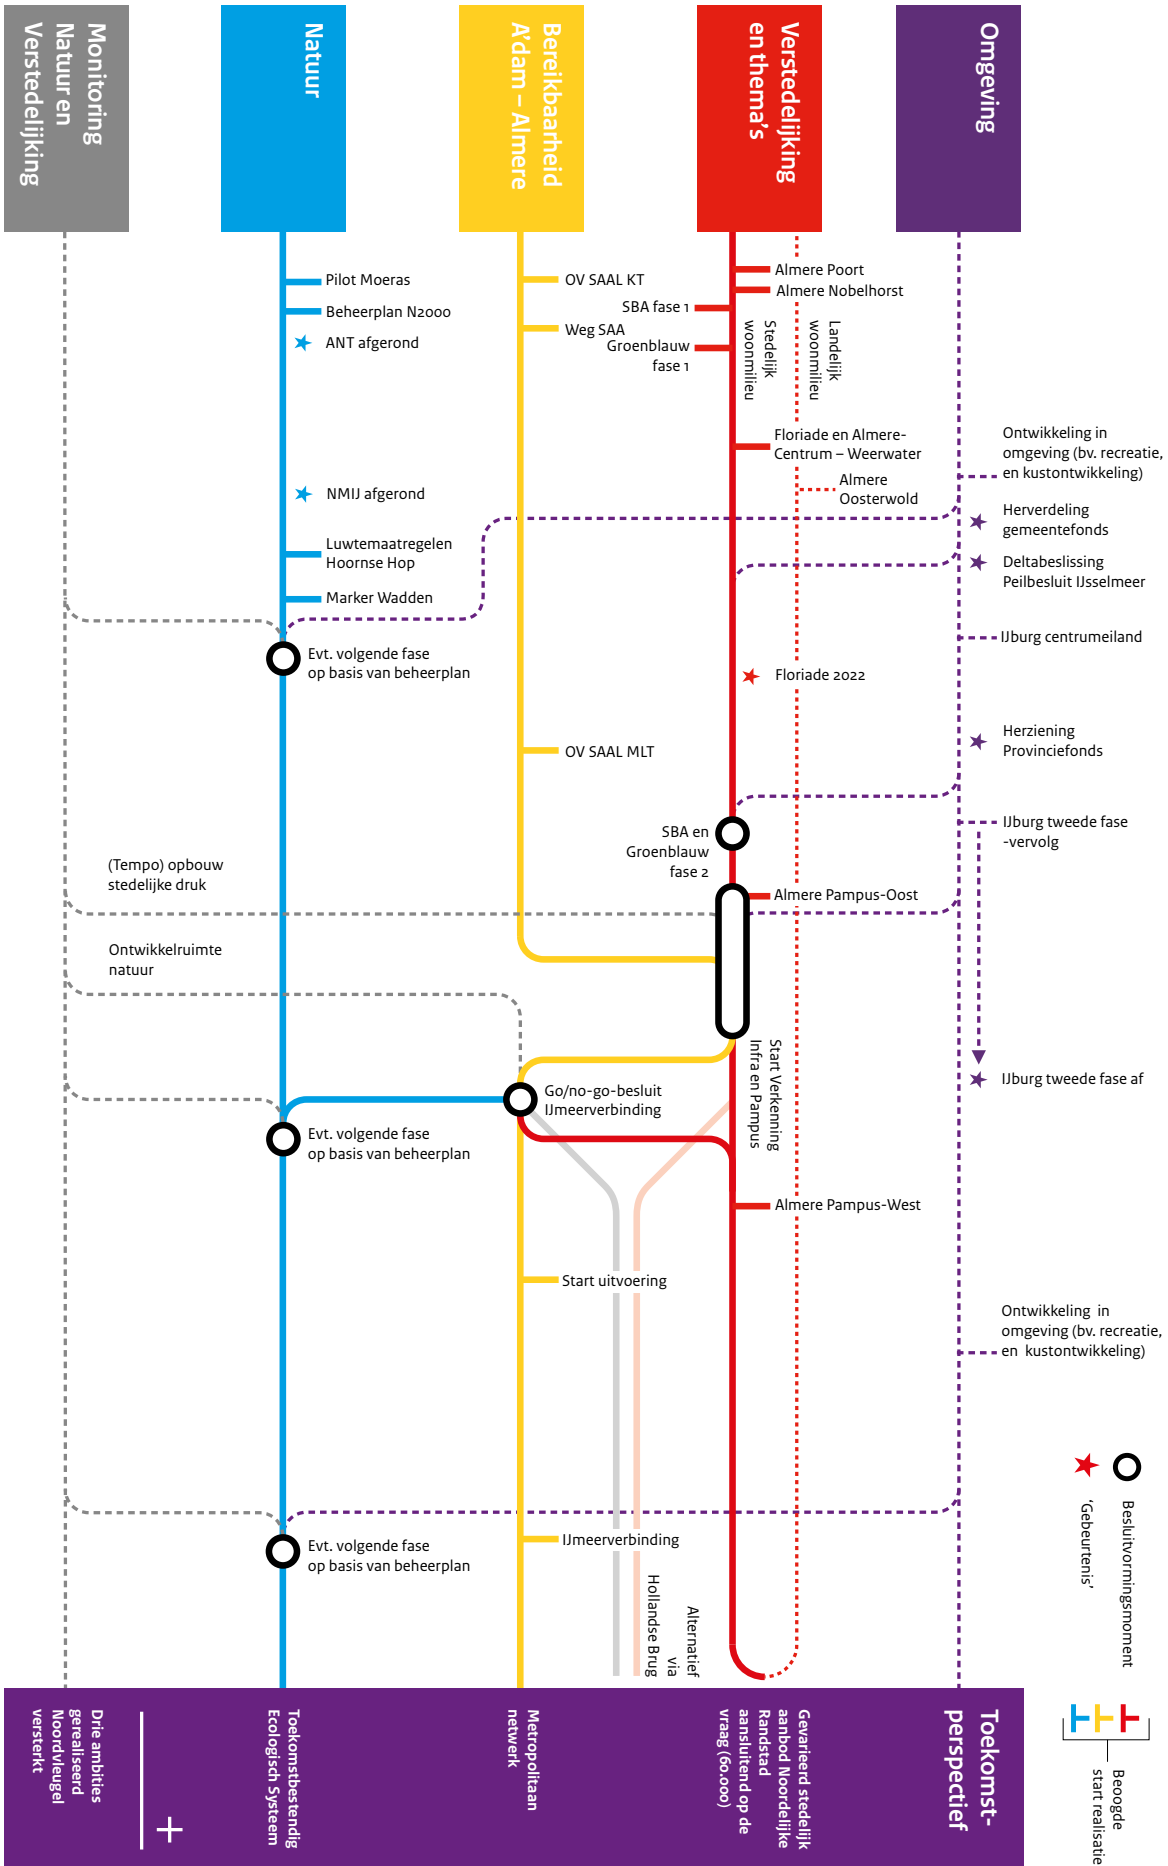 Monitoring
Natuur en
Verstedelijking
Natuur
Bereikbaarheid
A'dam – Almere
Verstedelijking
en thema's
Omgeving
Pilot Moeras
Beheerplan N2000
ANT afgerond
NMIJ afgerond
Luwtemaatregelen
Hoornse Hop
Marker Wadden
Evt. volgende fase
op basis van beheerplan
(Tempo) opbouw
stedelijke druk
Ontwikkelruimte
natuur
Evt. volgende fase
op basis van beheerplan
Evt. volgende fase
op basis van beheerplan
OV SAAL KT
Weg SAA
OV SAAL MLT
Go/no-go-besluit
IJmeerverbinding
Start uitvoering
IJmeerverbinding
Alternatief
via
Hollandse Brug
Almere Poort
Almere Nobelhorst
SBA fase 1
Groenblauw
fase 1
Stedelijk
woonmilieu
Landelijk
woonmilieu
Floriade en Almere-
Centrum – Weerwater
Almere
Oosterwold
Floriade 2022
SBA en
Groenblauw
fase 2
Almere Pampus-Oost
Start Verkenning
Infra en Pampus
Almere Pampus-West
Ontwikkeling in
omgeving (bv. recreatie,
en kustontwikkeling)
Herverdeling
gemeentefonds
Deltabeslissing
Peilbesluit IJsselmeer
IJburg centrumeiland
Herziening
Provinciefonds
IJburg tweede fase
-vervolg
IJburg tweede fase af
Ontwikkeling in
omgeving (bv. recreatie,
en kustontwikkeling)
Besluitvormingsmoment
'Gebeurtenis'
Beoogde
start realisatie
Toekomst-
perspectief
Gevarieerd stedelijk
aanbod Noordelijke
Randstad
aansluitend op de
vraag (60.000)
Metropolitaan
netwerk
Toekomstbestendig
Ecologisch Systeem
+
Drie ambities
gerealiseerd
Noordvleugel
versterkt